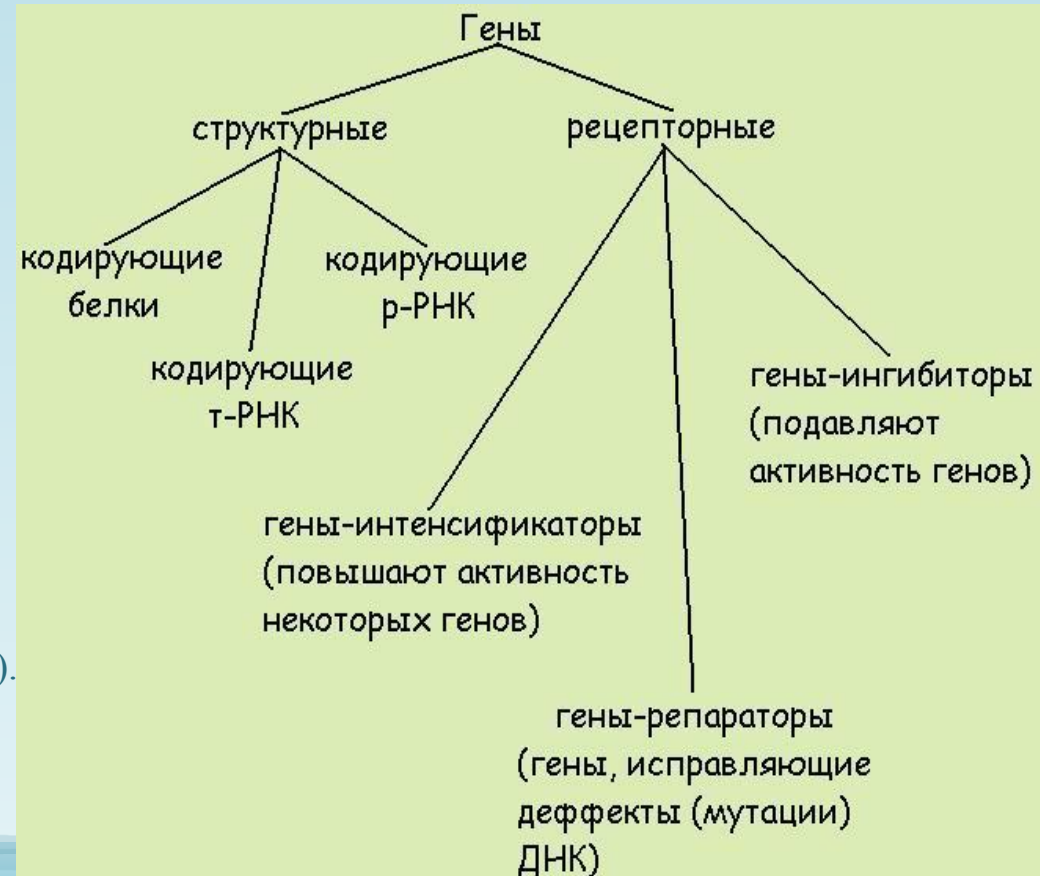 Гены
структурные
рецепторные
кодирующие
белки
кодирующие
р-РНК
кодирующие
т-РНК
гены-ингибиторы
(подавляют
активность генов)
гены-интенсификаторы
(повышают активность
некоторых генов)
).
гены-репараторы
(гены, исправляющие
деффекты (мутации)
ДНК)